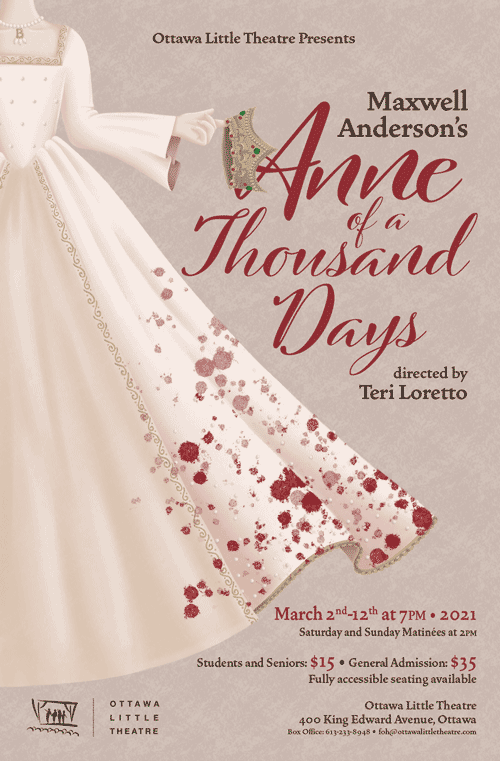 B
Ottawa Little Theatre Presents
Maxwell
Anderson's
Anne
of a
Thousand
Days
directed by
Teri Loretto
March 2nd-12th at 7PM • 2021
Saturday and Sunday Matinées at 2PM
Students and Seniors: $15 • General Admission: $35
Fully accessible seating available
Ottawa Little Theatre
400 King Edward Avenue, Ottawa
Box Office: 613-233-8948 • foh@ottawalittletheatre.com
OTTAWA
LITTLE
THEATRE